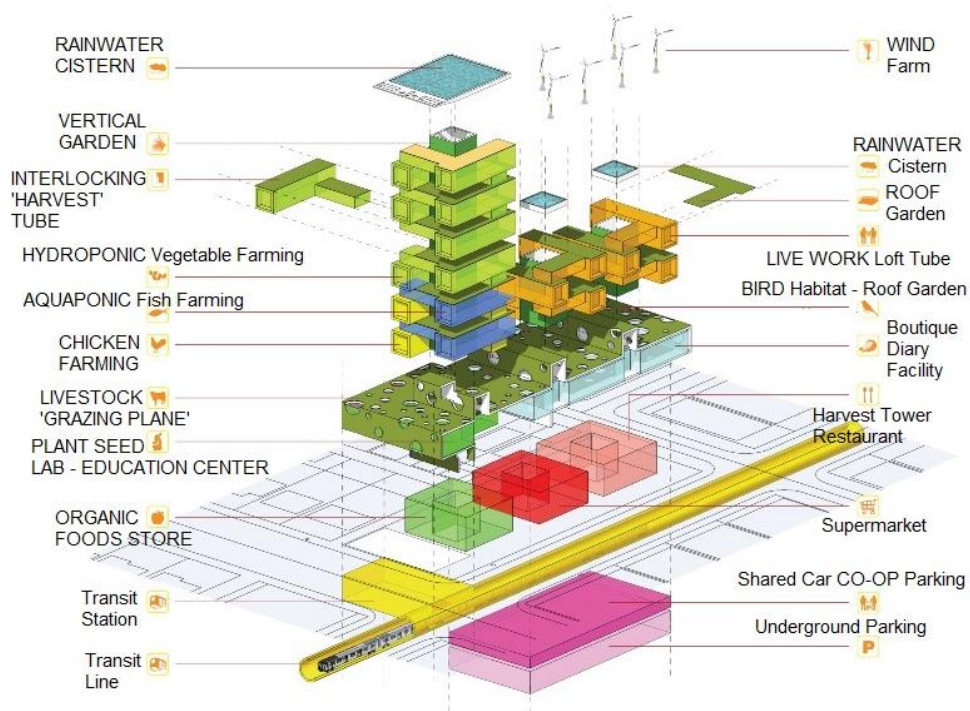 RAINWATER
CISTERN
VERTICAL
GARDEN
INTERLOCKING
'HARVEST'
TUBE
HYDROPONIC Vegetable Farming
AQUAPONIC Fish Farming
CHICKEN
FARMING
LIVESTOCK
'GRAZING PLANE'
PLANT SEED
LAB - EDUCATION CENTER
ORGANIC
FOODS STORE
Transit
Station
Transit
Line
WIND
Farm
RAINWATER
Cistern
ROOF
Garden
LIVE WORK Loft Tube
BIRD Habitat - Roof Garden
Boutique
Diary
Facility
Harvest Tower
Restaurant
Supermarket
Shared Car CO-OP Parking
Underground Parking
P